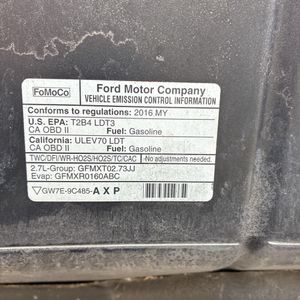 FoMoCo
Ford Motor Company
VEHICLE EMISSION CONTROL INFORMATION
Conforms to regulations: 2016 MY
U.S. EPA: T2B4 LDT3
CA OBD II Fuel: Gasoline
California: ULEV70 LDT
CA OBD II Fuel: Gasoline
TWC/DFI/WR-HO2S/HO2S/TC/CAC -No adjustments needed.
2.7L-Group: GFMXT02.73JJ
Evap: GFMXR0160ABC
GW7E-9C485-AXP